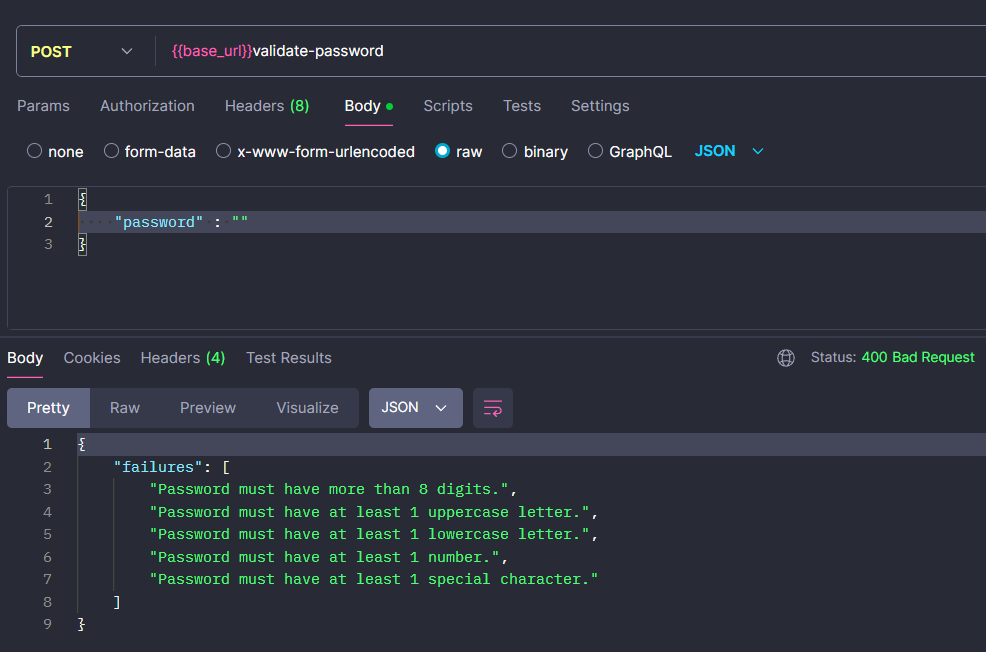 POST {{base_url}}validate-password
Params Authorization Headers (8) Body Scripts Tests Settings
none form-data x-www-form-urlencoded raw binary GraphQL JSON
1 {
2 "password" : ""
3 }
Body Cookies Headers (4) Test Results Status: 400 Bad Request
Pretty Raw Preview Visualize JSON
1 {
2 "failures": [
3 "Password must have more than 8 digits.",
4 "Password must have at least 1 uppercase letter.",
5 "Password must have at least 1 lowercase letter.",
6 "Password must have at least 1 number.",
7 "Password must have at least 1 special character."
8 ]
9 }